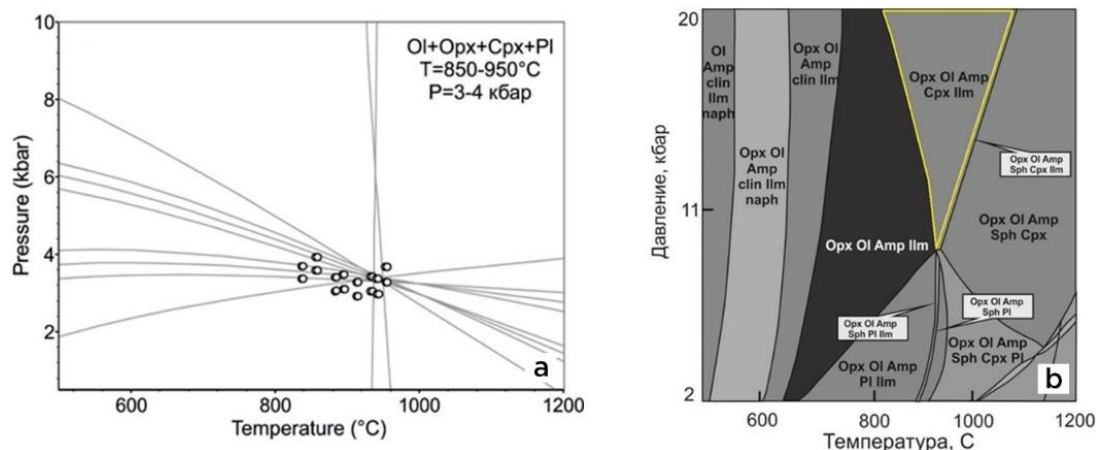 10
8
6
4
2
Pressure (kbar)
Ol+Opx+Cpx+Pl
T=850-950°C
P=3-4 кбар
a
600
800
1000
1200
Temperature (°C)
20
11
2
Давление, кбар
Ol
Amp
clin
Ilm
naph
Opx Ol
Amp
clin Ilm
naph
Opx Ol
Amp
clin Ilm
Opx Ol Amp
Cpx Ilm
Opx Ol Amp
Sph Cpx Ilm
Opx Ol Amp
Sph Cpx
Opx Ol Amp Ilm
Opx Ol Amp
Sph Pl Ilm
Opx Ol Amp
Sph Pl
Opx Ol Amp
Sph Cpx Pl
Opx Ol Amp
Pl Ilm
b
600
800
1000
1200
Температура, С